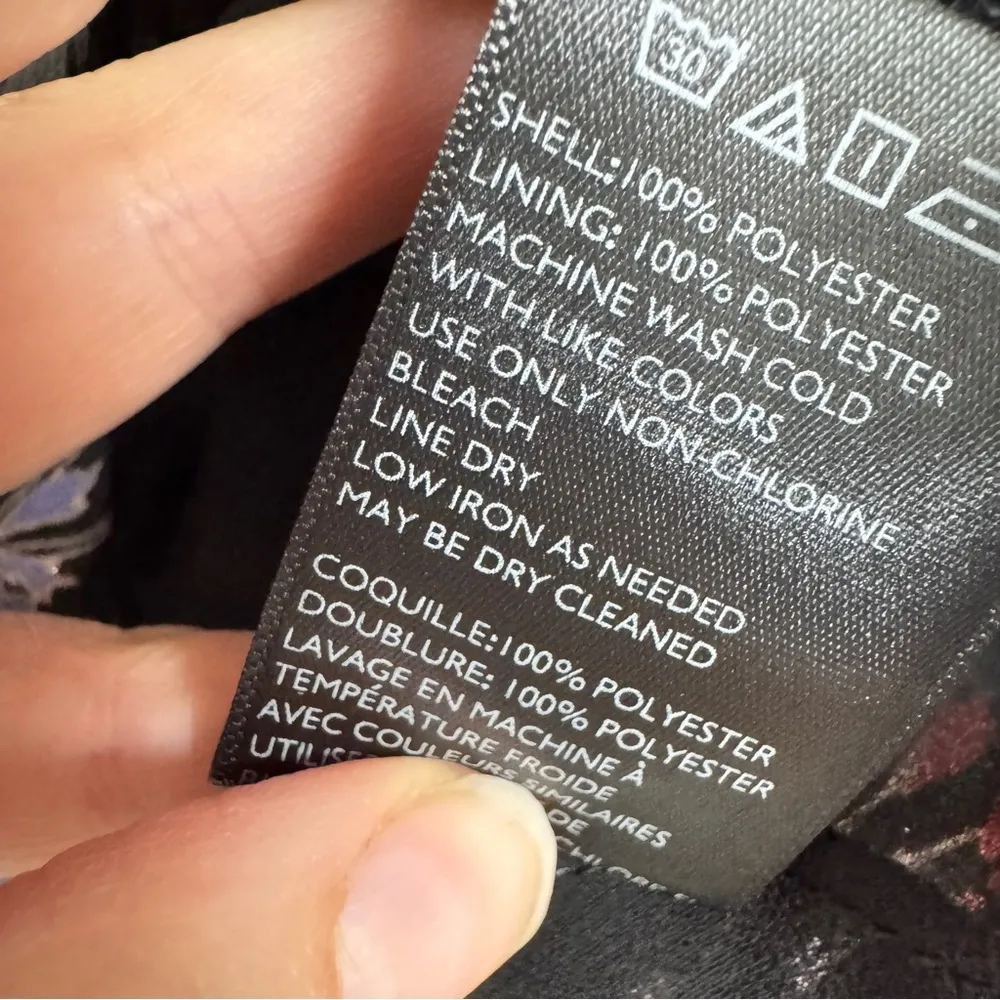 30
SHELL:100% POLYESTER
LINING: 100% POLYESTER
MACHINE WASH COLD
WITH LIKE COLORS
USE ONLY NON-CHLORINE
BLEACH
LINE DRY
LOW IRON AS NEEDED
MAY BE DRY CLEANED
COQUILLE:100% POLYESTER
DOUBLURE: 100% POLYESTER
LAVAGE EN MACHINE À
TEMPÉRATURE FROIDE
AVEC COULEURS SIMILAIRES
DE